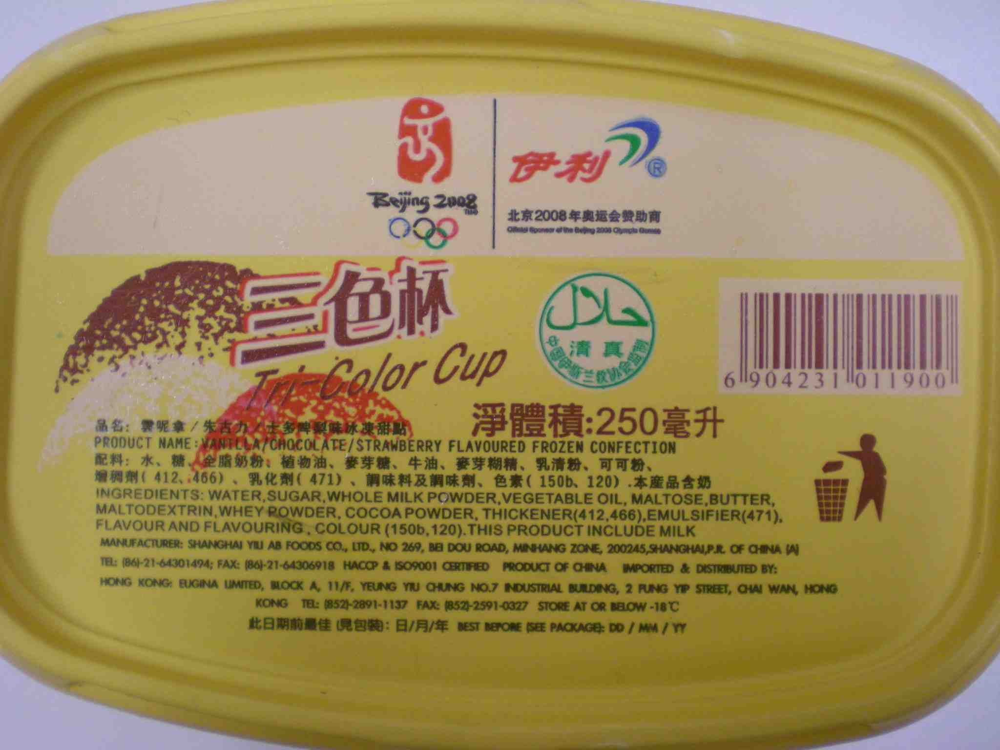 Beijing 2008
TM
伊利
®
北京2008年奥运会赞助商
Official Sponsor of the Beijing 2008 Olympic Games
三色杯
Tri-Color Cup
حلال
清真
中国伊斯兰教协会监制
6 904231 011900
淨體積:250毫升
品名: 雲呢拿/朱古力/士多啤梨味冰凍甜點
PRODUCT NAME:VANILLA/CHOCOLATE/STRAWBERRY FLAVOURED FROZEN CONFECTION
配料: 水、糖、全脂奶粉、植物油、麥芽糖、牛油、麥芽糊精、乳清粉、可可粉、
增稠劑( 412、466) 、乳化劑( 471) 、調味料及調味劑、色素( 150b、120) .本産品含奶
INGREDIENTS: WATER,SUGAR,WHOLE MILK POWDER,VEGETABLE OIL, MALTOSE,BUTTER,
MALTODEXTRIN,WHEY POWDER, COCOA POWDER, THICKENER(412,466),EMULSIFIER(471),
FLAVOUR AND FLAVOURING, COLOUR (150b,120).THIS PRODUCT INCLUDE MILK
MANUFACTURER: SHANGHAI YILI AB FOODS CO., LTD., NO 269, BEI DOU ROAD, MINHANG ZONE, 200245,SHANGHAI,P.R. OF CHINA (A)
TEL: (86)-21-64301494; FAX: (86)-21-64306918 HACCP & ISO9001 CERTIFIED PRODUCT OF CHINA IMPORTED & DISTRIBUTED BY:
HONG KONG: EUGINA LIMITED, BLOCK A, 11/F, YEUNG YIU CHUNG NO.7 INDUSTRIAL BUILDING, 2 FUNG YIP STREET, CHAI WAN, HONG
KONG TEL: (852)-2891-1137 FAX: (852)-2591-0327 STORE AT OR BELOW -18℃
此日期前最佳 (見包裝): 日/月/年 BEST BEFORE (SEE PACKAGE): DD / MM / YY